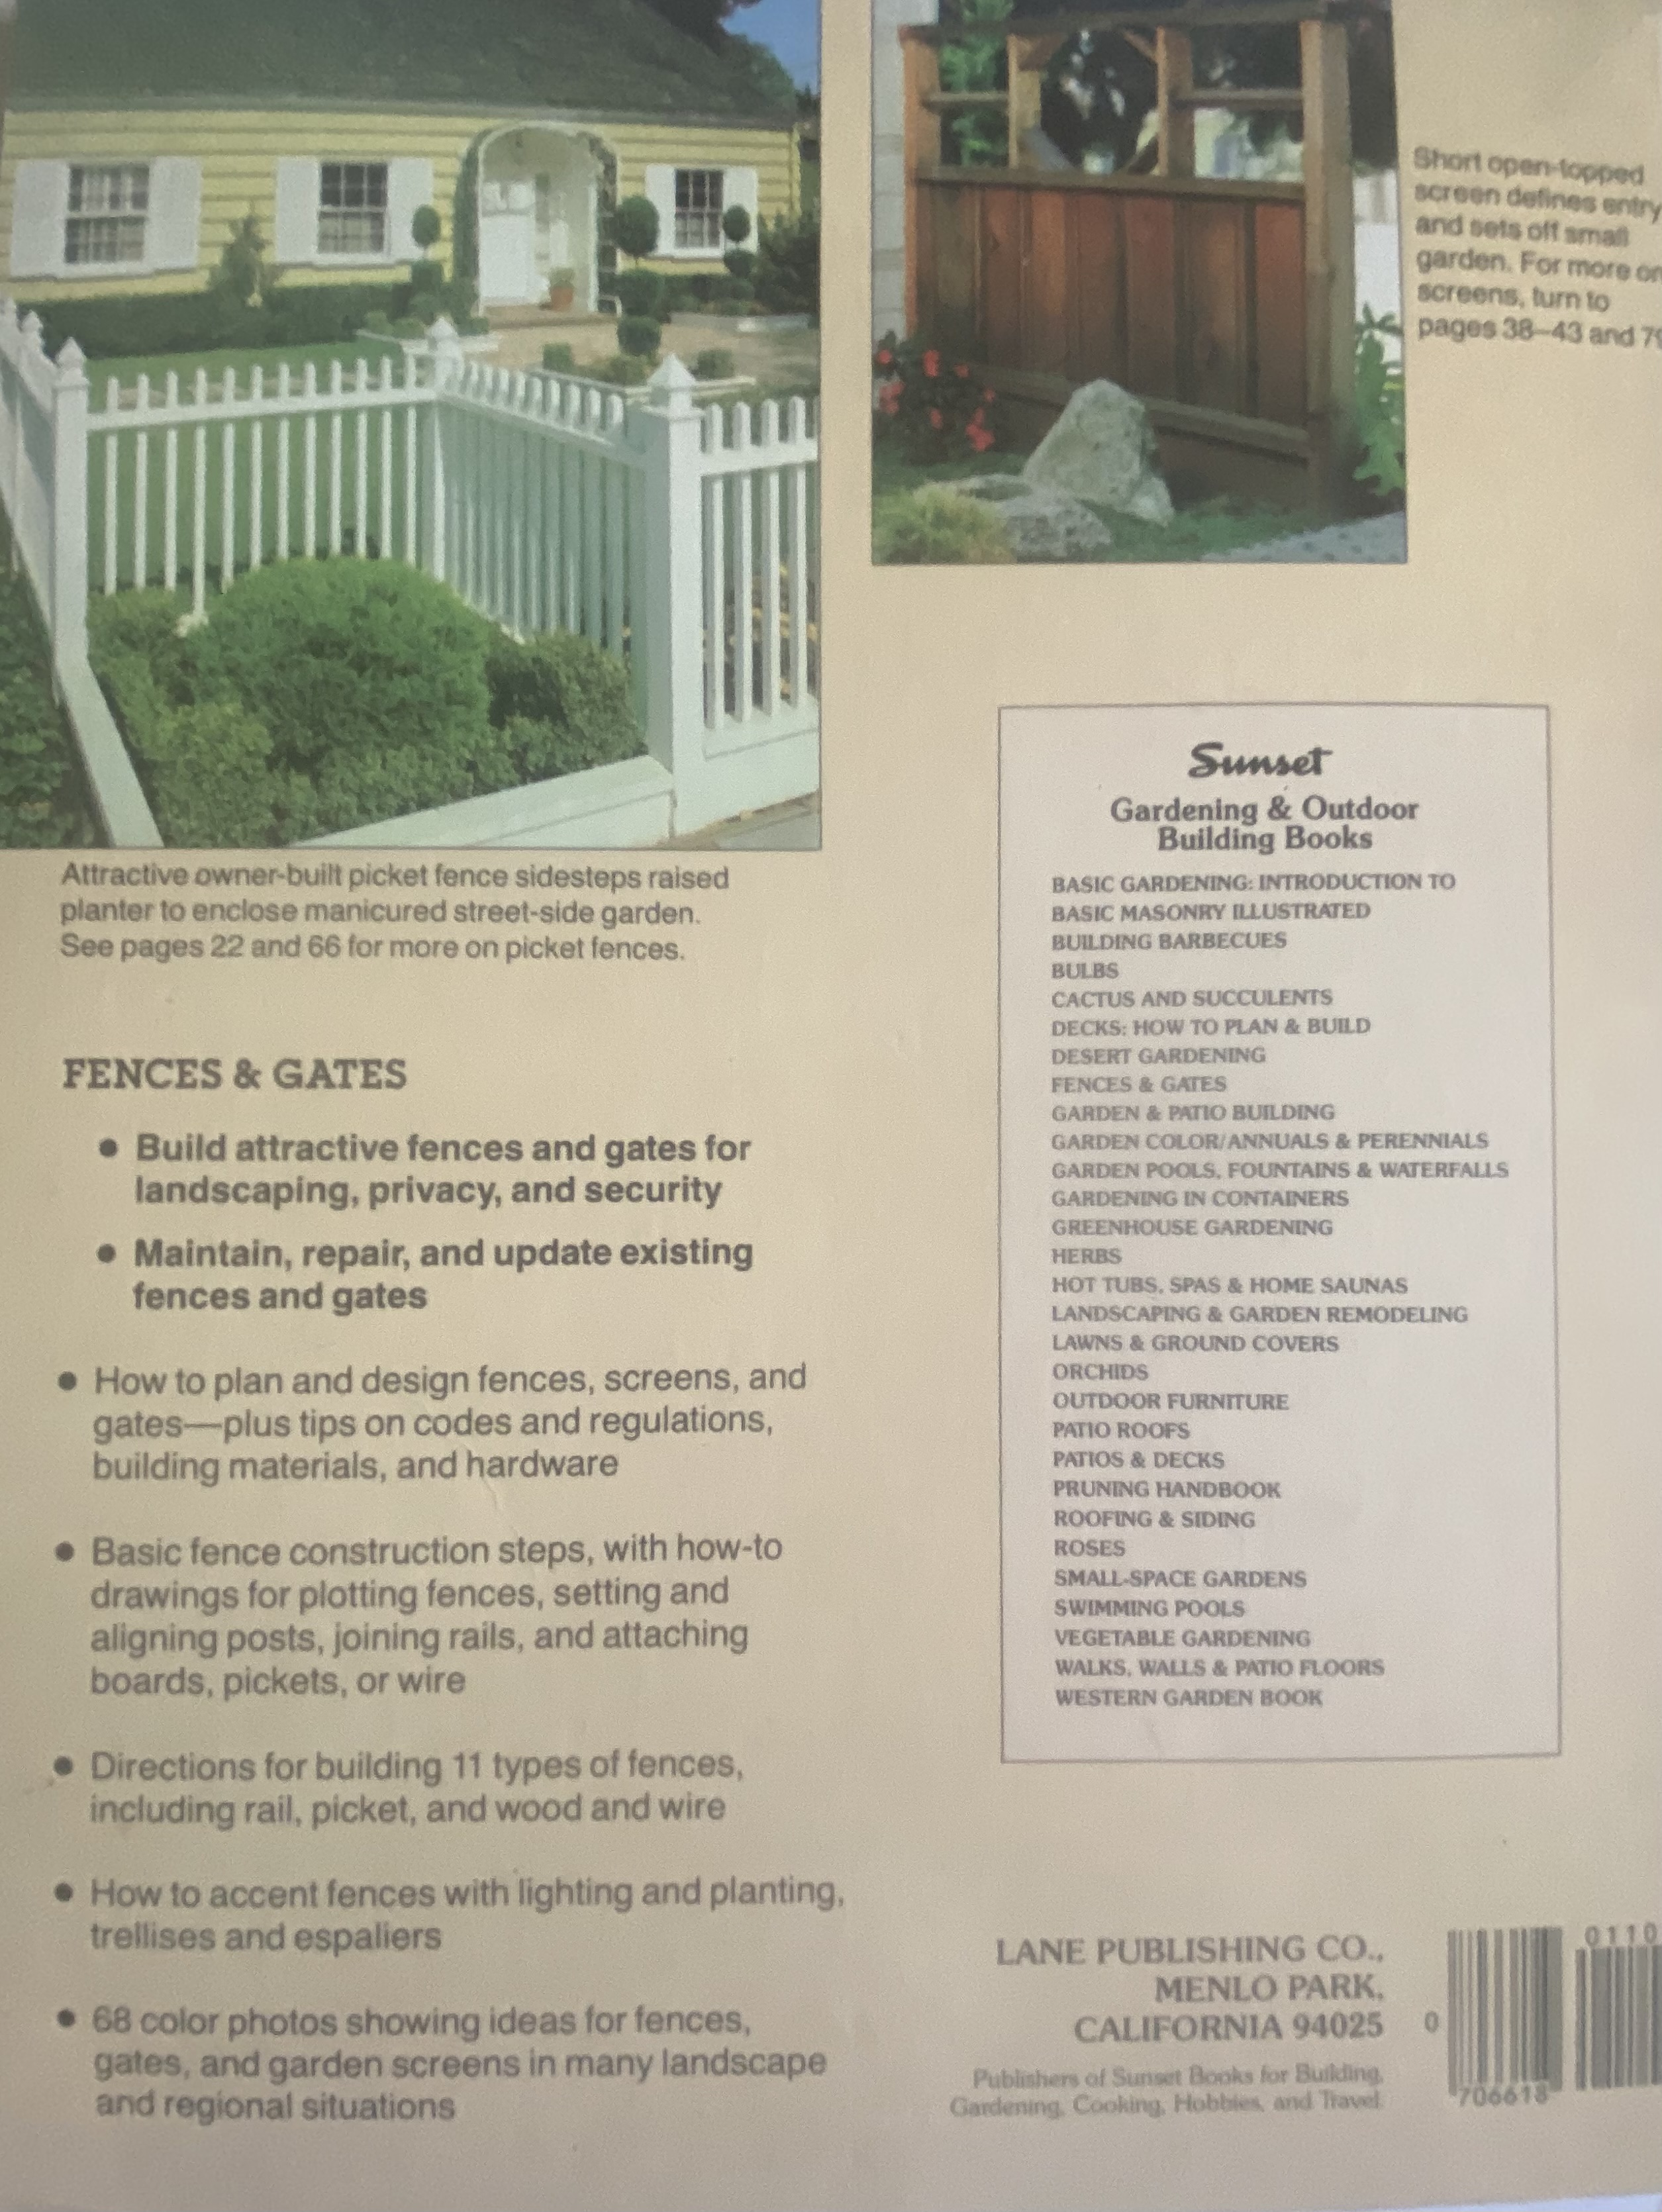 Short open-topped
screen defines entry
and sets off small
garden. For more on
screens, turn to
pages 38–43 and
Attractive owner-built picket fence sidesteps raised
planter to enclose manicured street-side garden.
See pages 22 and 66 for more on picket fences.
FENCES & GATES
● Build attractive fences and gates for
landscaping, privacy, and security
● Maintain, repair, and update existing
fences and gates
● How to plan and design fences, screens, and
gates—plus tips on codes and regulations,
building materials, and hardware
● Basic fence construction steps, with how-to
drawings for plotting fences, setting and
aligning posts, joining rails, and attaching
boards, pickets, or wire
● Directions for building 11 types of fences,
including rail, picket, and wood and wire
● How to accent fences with lighting and planting,
trellises and espaliers
● 68 color photos showing ideas for fences,
gates, and garden screens in many landscape
and regional situations
Sunset
Gardening & Outdoor
Building Books
BASIC GARDENING: INTRODUCTION TO
BASIC MASONRY ILLUSTRATED
BUILDING BARBECUES
BULBS
CACTUS AND SUCCULENTS
DECKS: HOW TO PLAN & BUILD
DESERT GARDENING
FENCES & GATES
GARDEN & PATIO BUILDING
GARDEN COLOR/ANNUALS & PERENNIALS
GARDEN POOLS, FOUNTAINS & WATERFALLS
GARDENING IN CONTAINERS
GREENHOUSE GARDENING
HERBS
HOT TUBS, SPAS & HOME SAUNAS
LANDSCAPING & GARDEN REMODELING
LAWNS & GROUND COVERS
ORCHIDS
OUTDOOR FURNITURE
PATIO ROOFS
PATIOS & DECKS
PRUNING HANDBOOK
ROOFING & SIDING
ROSES
SMALL-SPACE GARDENS
SWIMMING POOLS
VEGETABLE GARDENING
WALKS, WALLS & PATIO FLOORS
WESTERN GARDEN BOOK
LANE PUBLISHING CO.,
MENLO PARK,
CALIFORNIA 94025
Publishers of Sunset Books for Building,
Gardening, Cooking, Hobbies, and Travel.
0110
0
706618